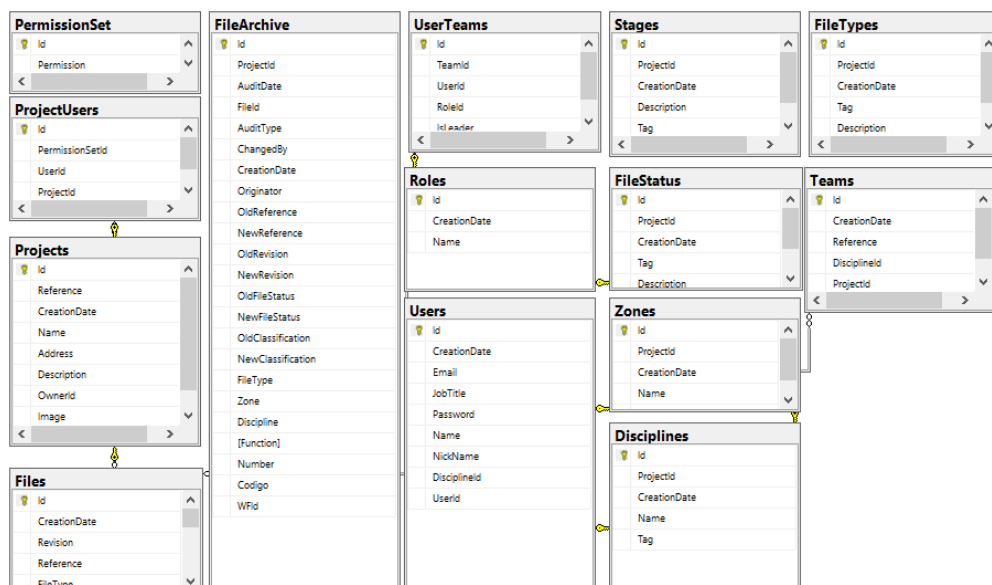 PermissionSet
Id
Permission
ProjectUsers
Id
PermissionSetId
UserId
ProjectId
Projects
Id
Reference
CreationDate
Name
Address
Description
OwnerId
Image
Files
Id
CreationDate
Revision
Reference
FileType
FileArchive
Id
ProjectId
AuditDate
FileId
AuditType
ChangedBy
CreationDate
Originator
OldReference
NewReference
OldRevision
NewRevision
OldFileStatus
NewFileStatus
OldClassification
NewClassification
FileType
Zone
Discipline
[Function]
Number
Codigo
WFId
UserTeams
Id
TeamId
UserId
RoleId
IsLeader
Roles
Id
CreationDate
Name
Users
Id
CreationDate
Email
JobTitle
Password
Name
NickName
DisciplineId
UserId
Stages
Id
ProjectId
CreationDate
Description
Tag
FileStatus
Id
ProjectId
CreationDate
Tag
Description
Zones
Id
ProjectId
CreationDate
Name
Disciplines
Id
ProjectId
CreationDate
Name
Tag
FileTypes
Id
ProjectId
CreationDate
Tag
Description
Teams
Id
CreationDate
Reference
DisciplineId
ProjectId